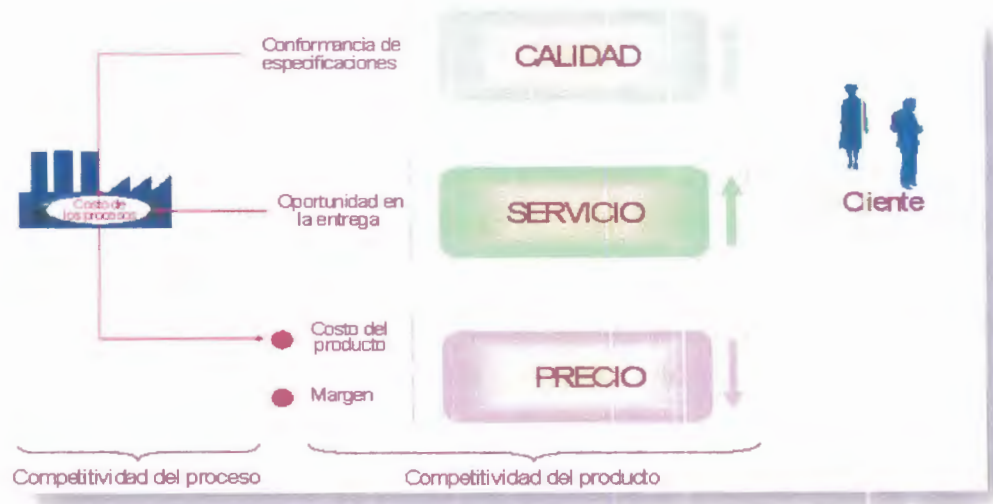 Conformancia de
especificaciones
CALIDAD
Costo de
los procesos
Oportunidad en
la entrega
SERVICIO
Cliente
Costo del
producto
Margen
PRECIO
Competitividad del proceso
Competitividad del producto